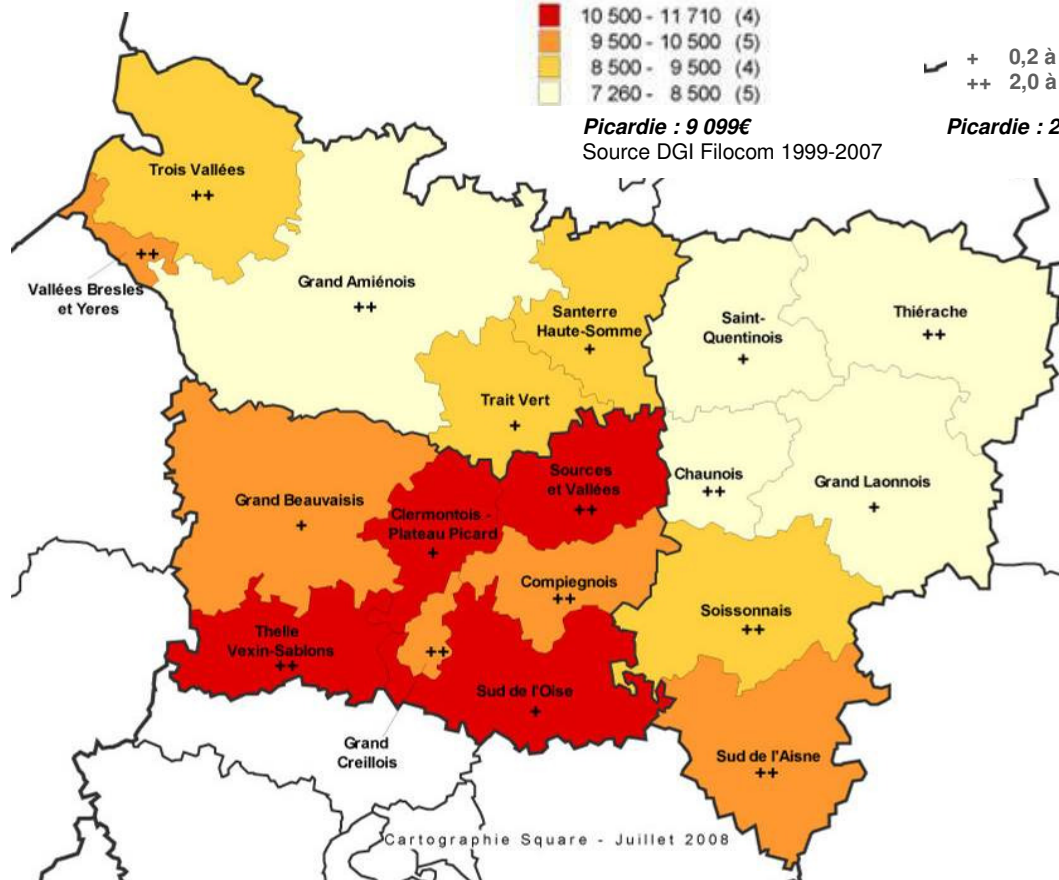 10 500 - 11 710 (4)
9 500 - 10 500 (5)
8 500 - 9 500 (4)
7 260 - 8 500 (5)
+ 0,2 à
++ 2,0 à
Picardie : 9 099€
Picardie : 2
Source DGI Filocom 1999-2007
Trois Vallées
++
++
Vallées Bresles
et Yeres
Grand Amiénois
++
Santerre
Haute-Somme
+
Saint-
Quentinois
+
Thiérache
++
Trait Vert
+
Sources
et Vallées
++
Chaunois
++
Grand Laonnois
+
Grand Beauvaisis
+
Clermontois -
Plateau Picard
+
Compiegnois
++
Soissonnais
++
Thelle
Vexin-Sablons
++
++
Sud de l'Oise
+
Grand
Creillois
Sud de l'Aisne
++
Cartographie Square - Juillet 2008